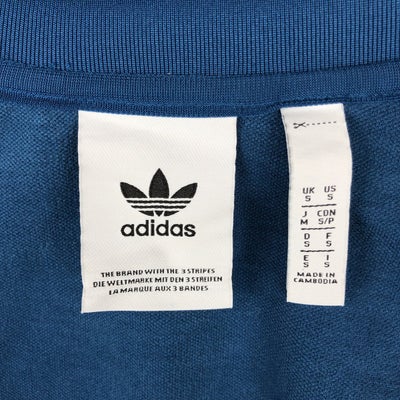 adidas
THE BRAND WITH THE 3 STRIPES
DIE WELTMARKE MIT DEN 3 STREIFEN
LA MARQUE AUX 3 BANDES
UK US
S S
J CDN
M S/P
D F
S S
E I
S S
MADE IN
CAMBODIA